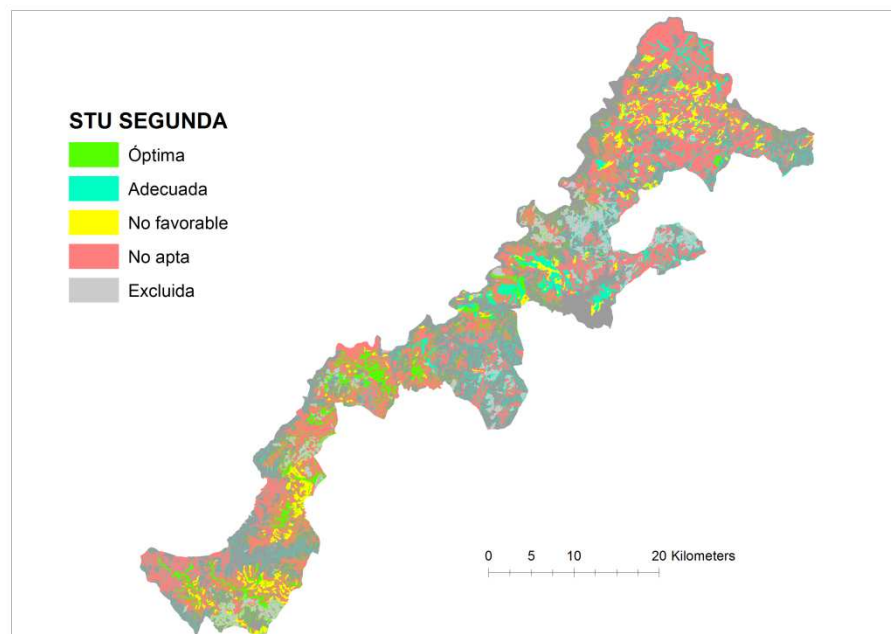 STU SEGUNDA
Óptima
Adecuada
No favorable
No apta
Excluida
0 5 10 20 Kilometers